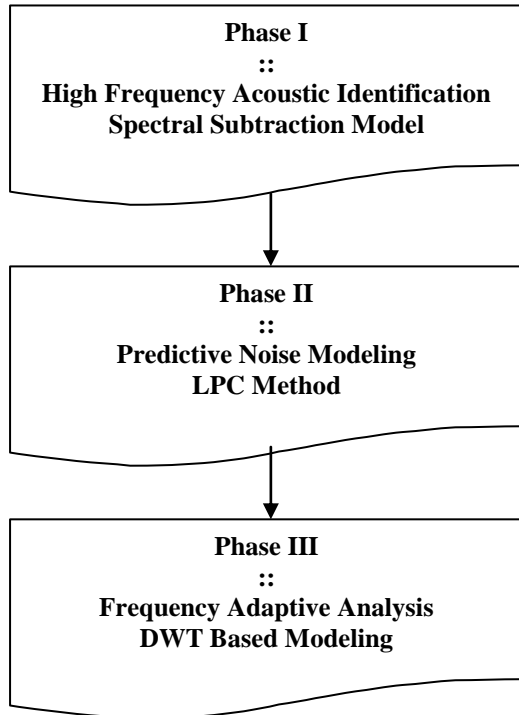 Phase I
::
High Frequency Acoustic Identification
Spectral Subtraction Model
Phase II
::
Predictive Noise Modeling
LPC Method
Phase III
::
Frequency Adaptive Analysis
DWT Based Modeling